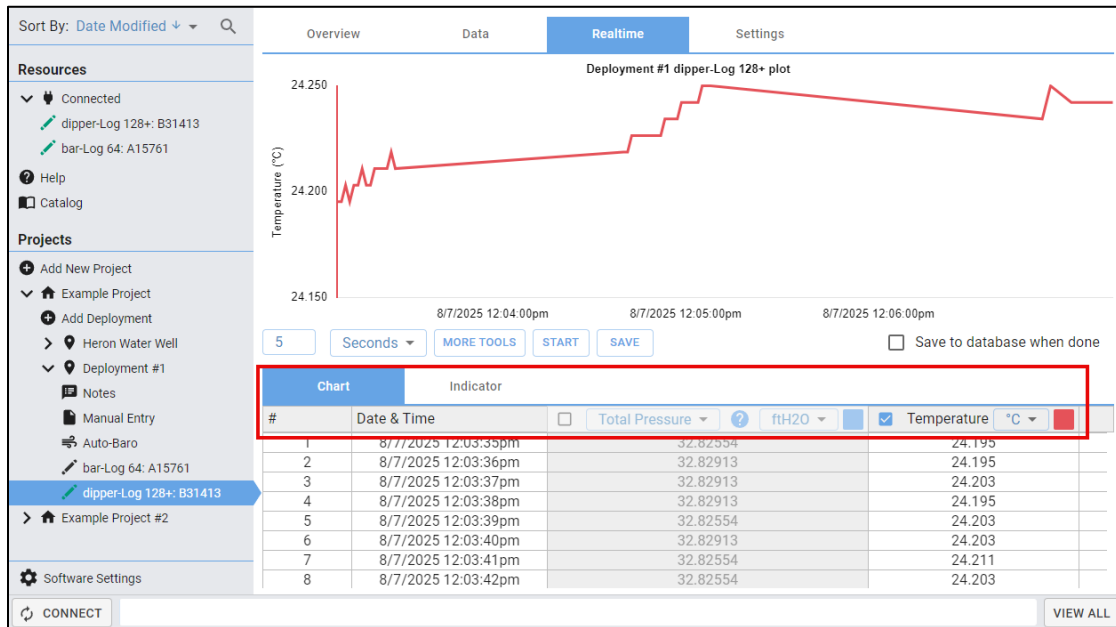 Sort By: Date Modified
Resources
Connected
dipper-Log 128+: B31413
bar-Log 64: A15761
Help
Catalog
Projects
Add New Project
Example Project
Add Deployment
Heron Water Well
Deployment #1
Notes
Manual Entry
Auto-Baro
bar-Log 64: A15761
dipper-Log 128+: B31413
Example Project #2
Software Settings
Overview Data Realtime Settings
Deployment #1 dipper-Log 128+ plot
24.250
24.200
24.150
Temperature (°C)
8/7/2025 12:04:00pm 8/7/2025 12:05:00pm 8/7/2025 12:06:00pm
5 Seconds MORE TOOLS START SAVE Save to database when done
Chart Indicator
# Date & Time Total Pressure ? ftH2O Temperature °C
1 8/7/2025 12:03:35pm 32.82554 24.195
2 8/7/2025 12:03:36pm 32.82913 24.195
3 8/7/2025 12:03:37pm 32.82913 24.203
4 8/7/2025 12:03:38pm 32.82913 24.195
5 8/7/2025 12:03:39pm 32.82554 24.203
6 8/7/2025 12:03:40pm 32.82913 24.203
7 8/7/2025 12:03:41pm 32.82554 24.211
8 8/7/2025 12:03:42pm 32.82554 24.203
CONNECT VIEW ALL